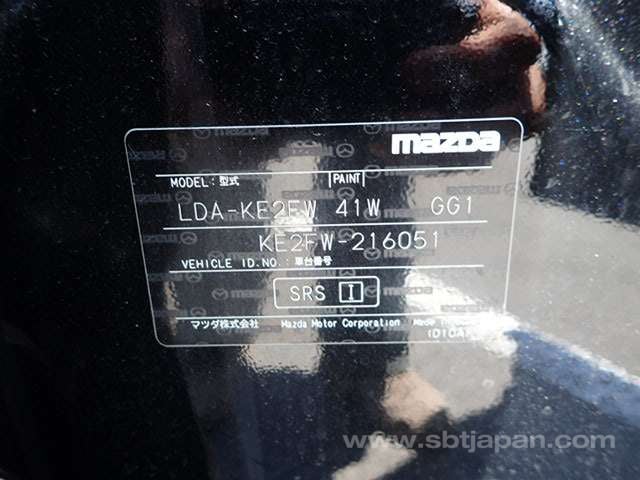 mazda
MODEL: 型式 PAINT
LDA-KE2FW 41W GG1
KE2FW-216051
VEHICLE ID.NO.: 車台番号
SRS I
マツダ株式会社 Mazda Motor Corporation Made
www.sbtjapan.com